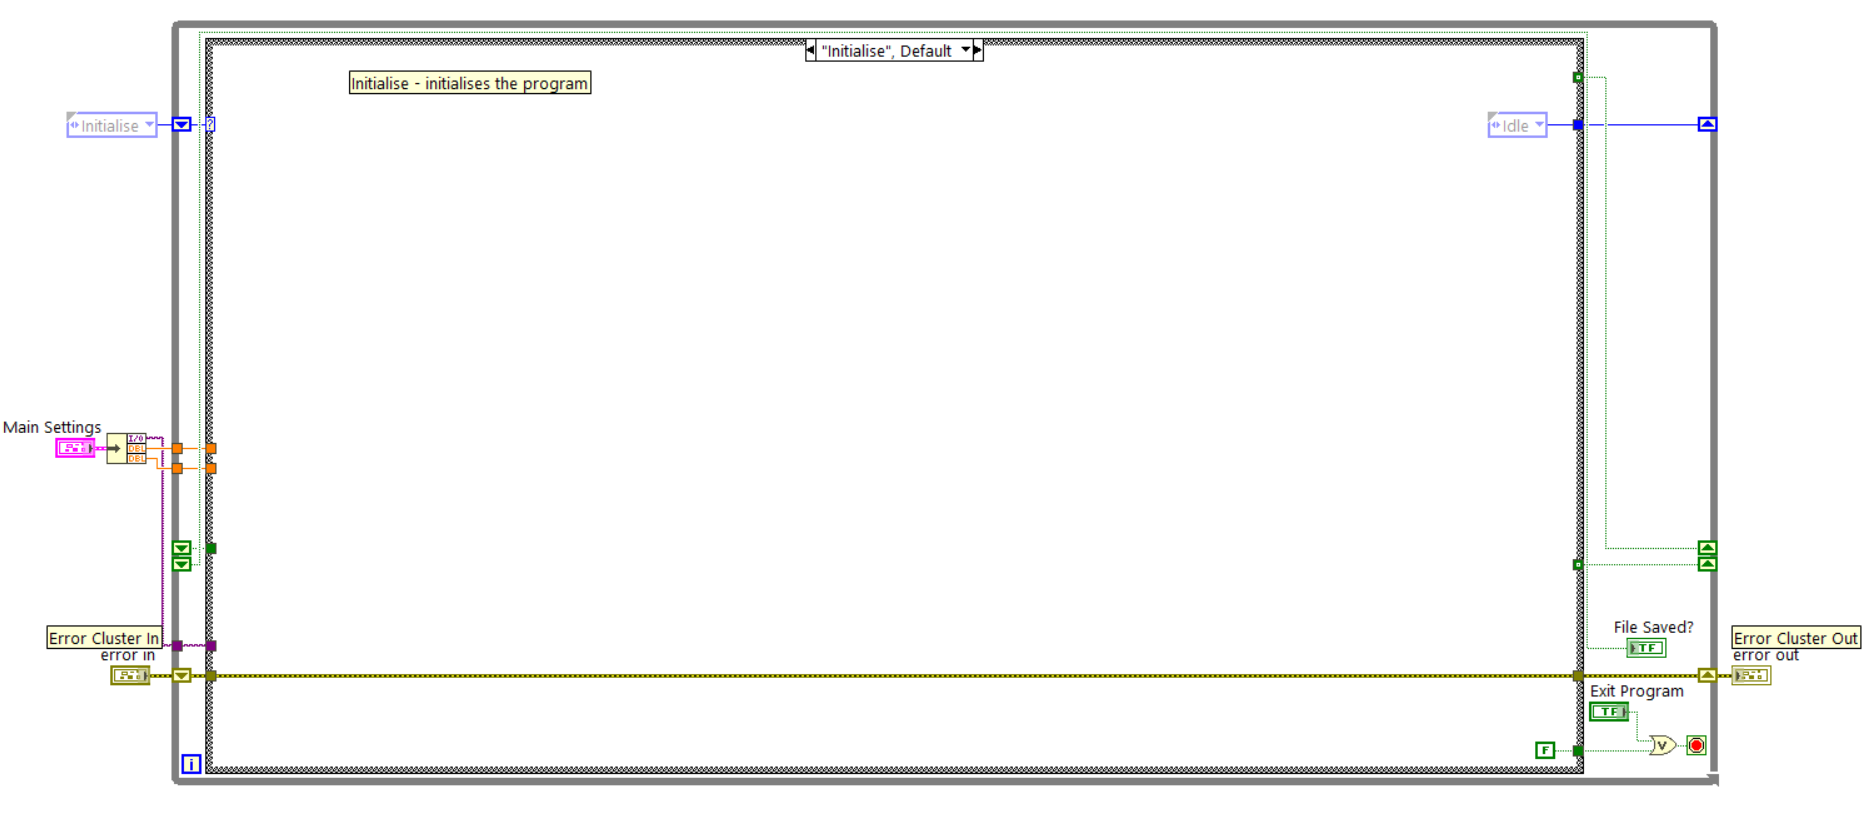 "Initialise", Default
Initialise - initialises the program
Initialise
?
Idle
Main Settings
I/O
DBL
DBL
Error Cluster In
error in
File Saved?
TF
Error Cluster Out
error out
Exit Program
TF
F
V
i